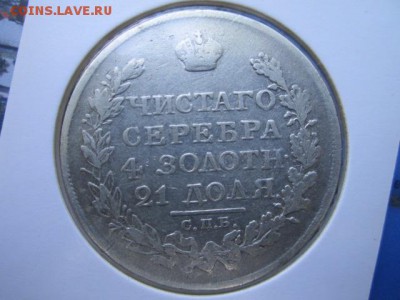 COINS.LAVE.RU
ЧИСТАГО
СЕРЕБРА
4 ЗОЛОТН.
21 ДОЛЯ.
С.П.Б.